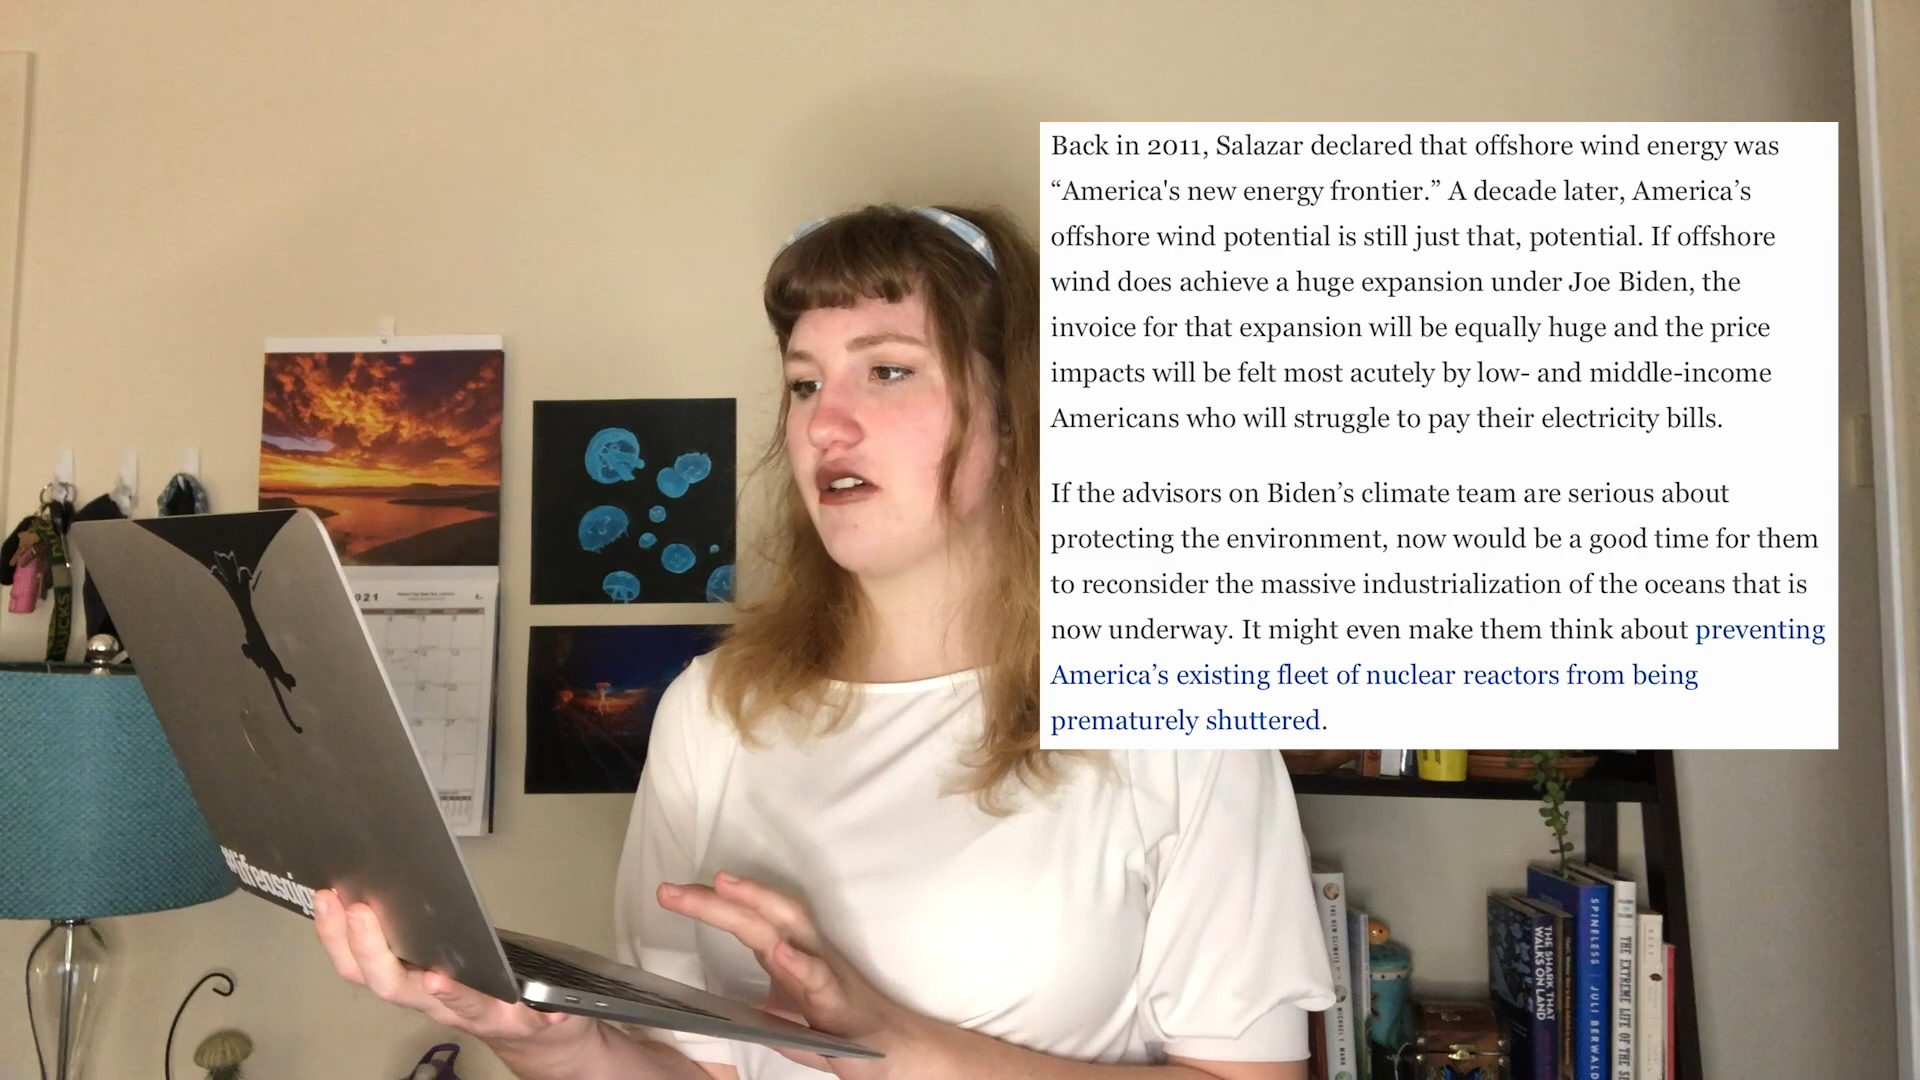 Back in 2011, Salazar declared that offshore wind energy was
“America's new energy frontier.” A decade later, America’s
offshore wind potential is still just that, potential. If offshore
wind does achieve a huge expansion under Joe Biden, the
invoice for that expansion will be equally huge and the price
impacts will be felt most acutely by low- and middle-income
Americans who will struggle to pay their electricity bills.
If the advisors on Biden’s climate team are serious about
protecting the environment, now would be a good time for them
to reconsider the massive industrialization of the oceans that is
now underway. It might even make them think about preventing
America’s existing fleet of nuclear reactors from being
prematurely shuttered.
DUCKS
THE SHARK THAT
WALKS ON LAND
SPINELESS
JULI BERWALD
THE EXTREME LIFE OF THE